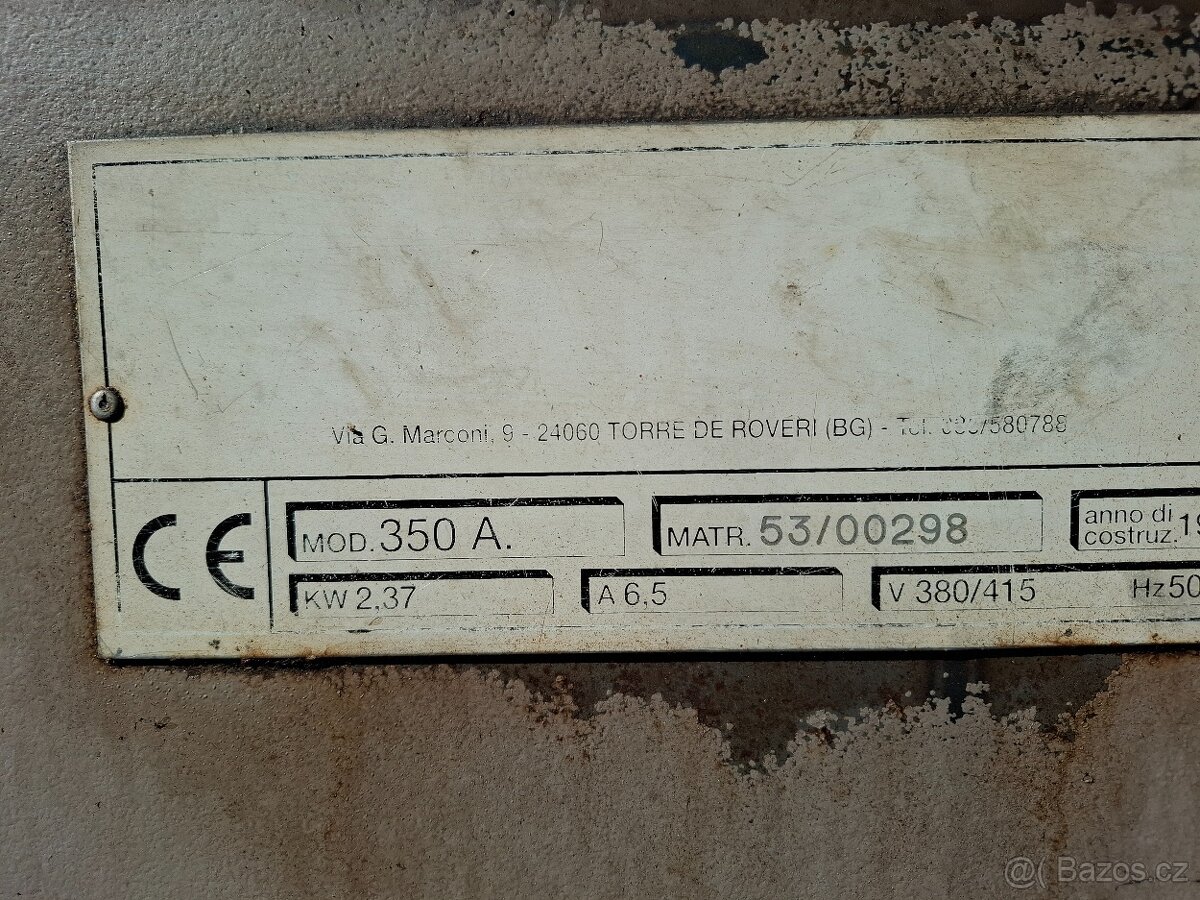 Via G. Marconi, 9 - 24060 TORRE DE ROVERI (BG) - Tel.
CE
MOD. 350 A.
MATR. 53/00298
anno di
costruz. 19
KW 2,37
A 6,5
V 380/415 Hz 50
@( Bazos.cz